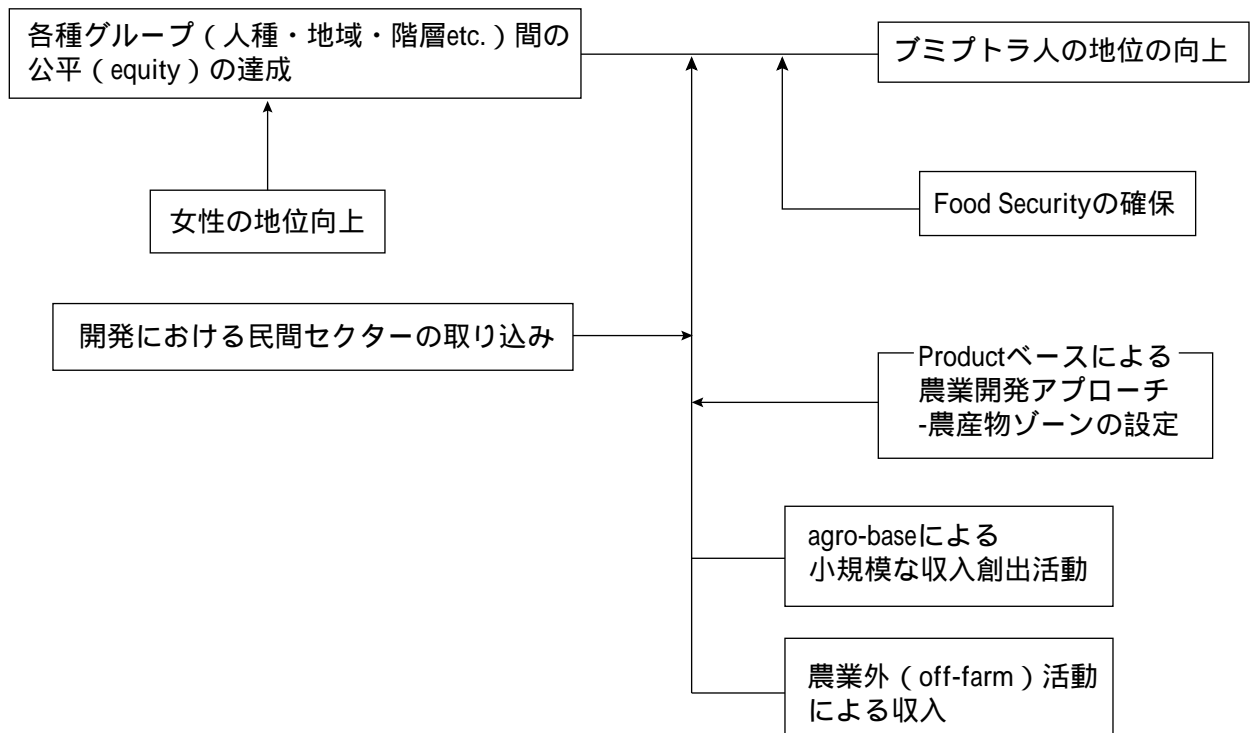 各種グループ（人種・地域・階層etc.）間の
公平（equity）の達成
ブミプトラ人の地位の向上
女性の地位向上
Food Securityの確保
開発における民間セクターの取り込み
Productベースによる
農業開発アプローチ
-農産物ゾーンの設定
agro-baseによる
小規模な収入創出活動
農業外（off-farm）活動
による収入